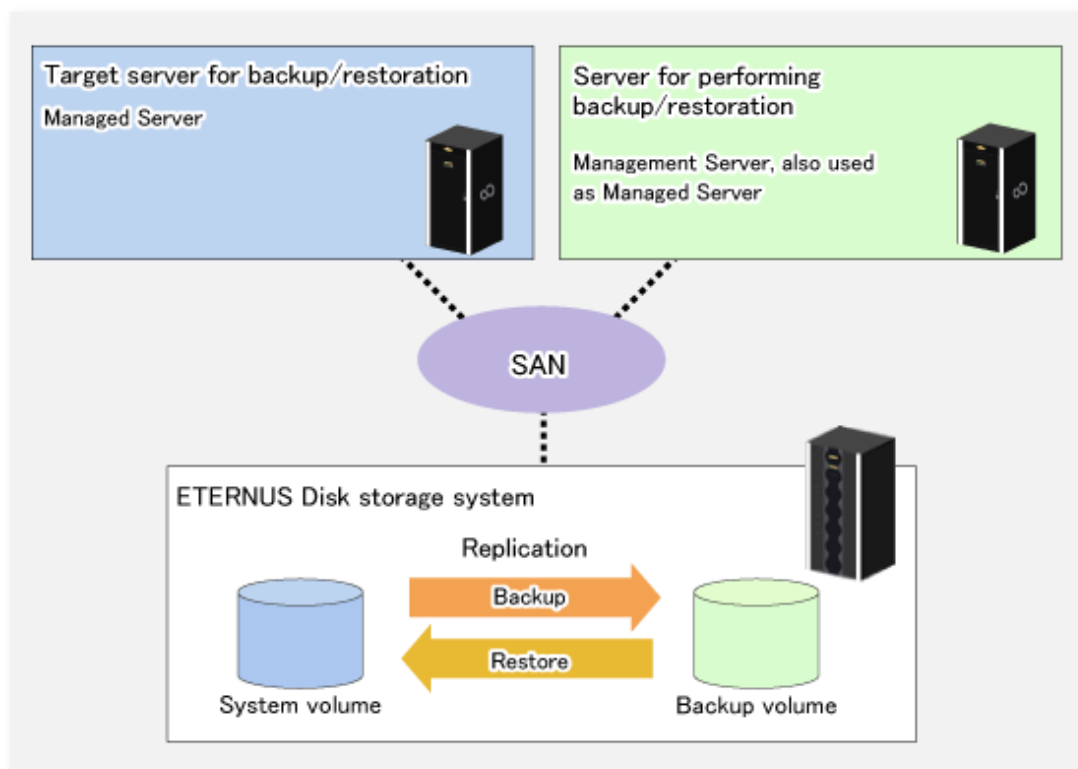 Target server for backup/restoration
Managed Server
Server for performing
backup/restoration
Management Server, also used
as Managed Server
SAN
ETERNUS Disk storage system
Replication
Backup
Restore
System volume
Backup volume